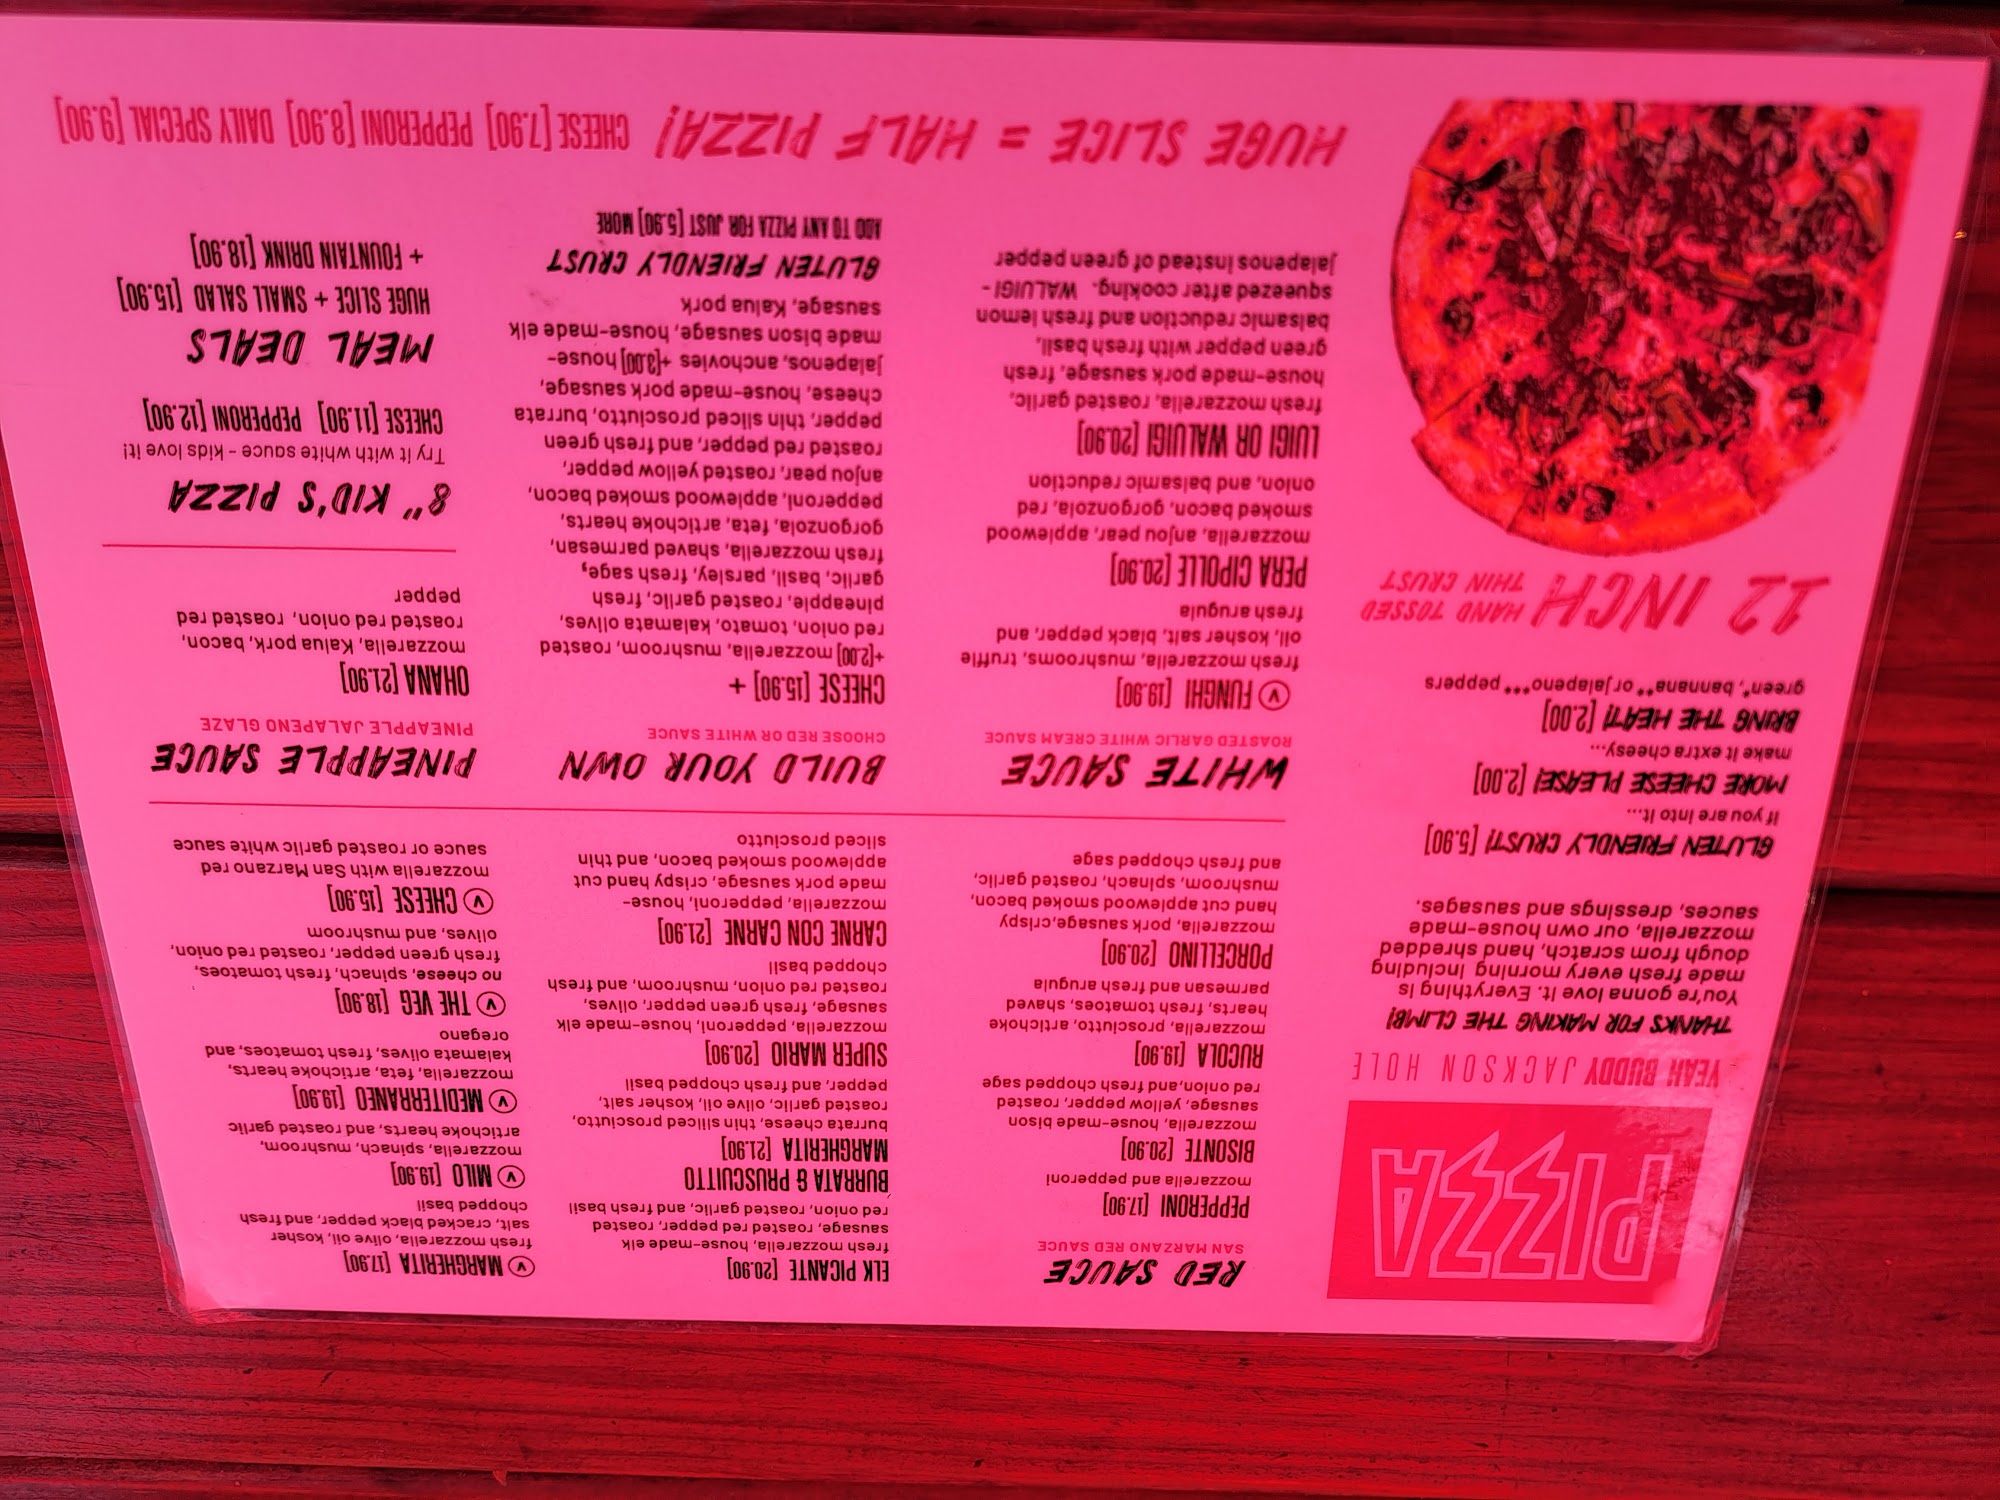 PIZZA
YEAH BUDDY JACKSON HOLE
THANKS FOR MAKING THE CLIMB!
You're gonna love it. Everything is
made fresh every morning including
dough from scratch, hand shredded
mozzarella, our own house-made
sauces, dressings and sausages.
GLUTEN FRIENDLY CRUST! [5.90]
if you are into it...
MORE CHEESE PLEASE! [2.00]
make it extra cheesy...
BRING THE HEAT! [2.00]
green*, bannana** or jalapeno*** peppers
12 INCH HAND TOSSED
THIN CRUST
RED SAUCE
SAN MARZANO RED SAUCE
PEPPERONI [17.90]
mozzarella and pepperoni
BISONTE [20.90]
mozzarella, house-made bison
sausage, yellow pepper, roasted
red onion,and fresh chopped sage
RUCOLA [19.90]
mozzarella, prosciutto, artichoke
hearts, fresh tomatoes, shaved
parmesan and fresh arugula
PORCELLINO [20.90]
mozzarella, pork sausage,crispy
hand cut applewood smoked bacon,
mushroom, spinach, roasted garlic,
and fresh chopped sage
ELK PICANTE [20.90]
fresh mozzarella, house-made elk
sausage, roasted red pepper, roasted
red onion, roasted garlic, and fresh basil
BURRATA & PRUSCUITTO
MARGHERITA [21.90]
burrata cheese, thin sliced prosciutto,
roasted garlic, olive oil, kosher salt,
pepper, and fresh chopped basil
SUPER MARIO [20.90]
mozzarella, pepperoni, house-made elk
sausage, fresh green pepper, olives,
roasted red onion, mushroom, and fresh
chopped basil
CARNE CON CARNE [21.90]
mozzarella, pepperoni, house-
made pork sausage, crispy hand cut
applewood smoked bacon, and thin
sliced prosciutto
V MARGHERITA [17.90]
fresh mozzarella, olive oil, kosher
salt, cracked black pepper, and fresh
chopped basil
V MILO [19.90]
mozzarella, spinach, mushroom,
artichoke hearts, and roasted garlic
V MEDITERRANEO [19.90]
mozzarella, feta, artichoke hearts,
kalamata olives, fresh tomatoes, and
oregano
V THE VEG [18.90]
no cheese, spinach, fresh tomatoes,
fresh green pepper, roasted red onion,
olives, and mushroom
V CHEESE [15.90]
mozzarella with San Marzano red
sauce or roasted garlic white sauce
WHITE SAUCE
ROASTED GARLIC WHITE CREAM SAUCE
V FUNGHI [19.90]
fresh mozzarella, mushrooms, truffle
oil, kosher salt, black pepper, and
fresh arugula
PERA CIPOLLE [20.90]
mozzarella, anjou pear, applewood
smoked bacon, gorgonzola, red
onion, and balsamic reduction
LUIGI OR WALUIGI [20.90]
fresh mozzarella, roasted garlic,
house-made pork sausage, fresh
green pepper with fresh basil,
balsamic reduction and fresh lemon
squeezed after cooking. WALUIGI -
jalapenos instead of green pepper
BUILD YOUR OWN
CHOOSE RED OR WHITE SAUCE
CHEESE [15.90] +
+[2.00] mozzarella, mushroom, roasted
red onion, tomato, kalamata olives,
pineapple, roasted garlic, fresh
garlic, basil, parsley, fresh sage,
fresh mozzarella, shaved parmesan,
gorgonzola, feta, artichoke hearts,
pepperoni, applewood smoked bacon,
anjou pear, roasted yellow pepper,
roasted red pepper, and fresh green
pepper, thin sliced prosciutto, burrata
cheese, house-made pork sausage,
jalapenos, anchovies +[3.00] house-
made bison sausage, house-made elk
sausage, Kalua pork
GLUTEN FRIENDLY CRUST
ADD TO ANY PIZZA FOR JUST [5.90] MORE
PINEAPPLE SAUCE
PINEAPPLE JALAPENO GLAZE
OHANA [21.90]
mozzarella, Kalua pork, bacon,
roasted red onion, roasted red
pepper
8" KID'S PIZZA
Try it with white sauce - kids love it!
CHEESE [11.90] PEPPERONI [12.90]
MEAL DEALS
HUGE SLICE + SMALL SALAD [15.90]
+ FOUNTAIN DRINK [18.90]
HUGE SLICE = HALF PIZZA! CHEESE [7.90] PEPPERONI [8.90] DAILY SPECIAL [9.90]